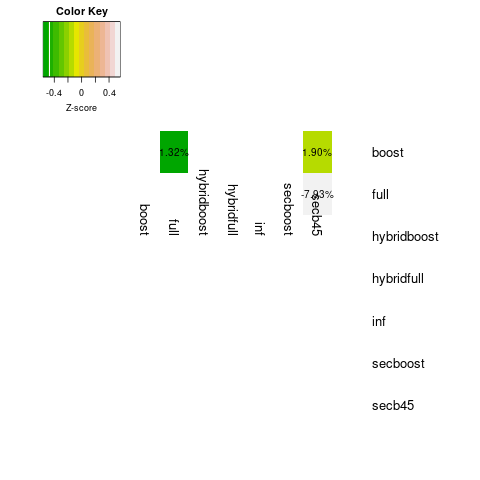 Color Key
-0.4 0 0.4
Z-score
1.32% 1.90% boost
-7.93% full
boost full hybridboost hybridfull inf secboost secb45
hybridboost
hybridfull
inf
secboost
secb45